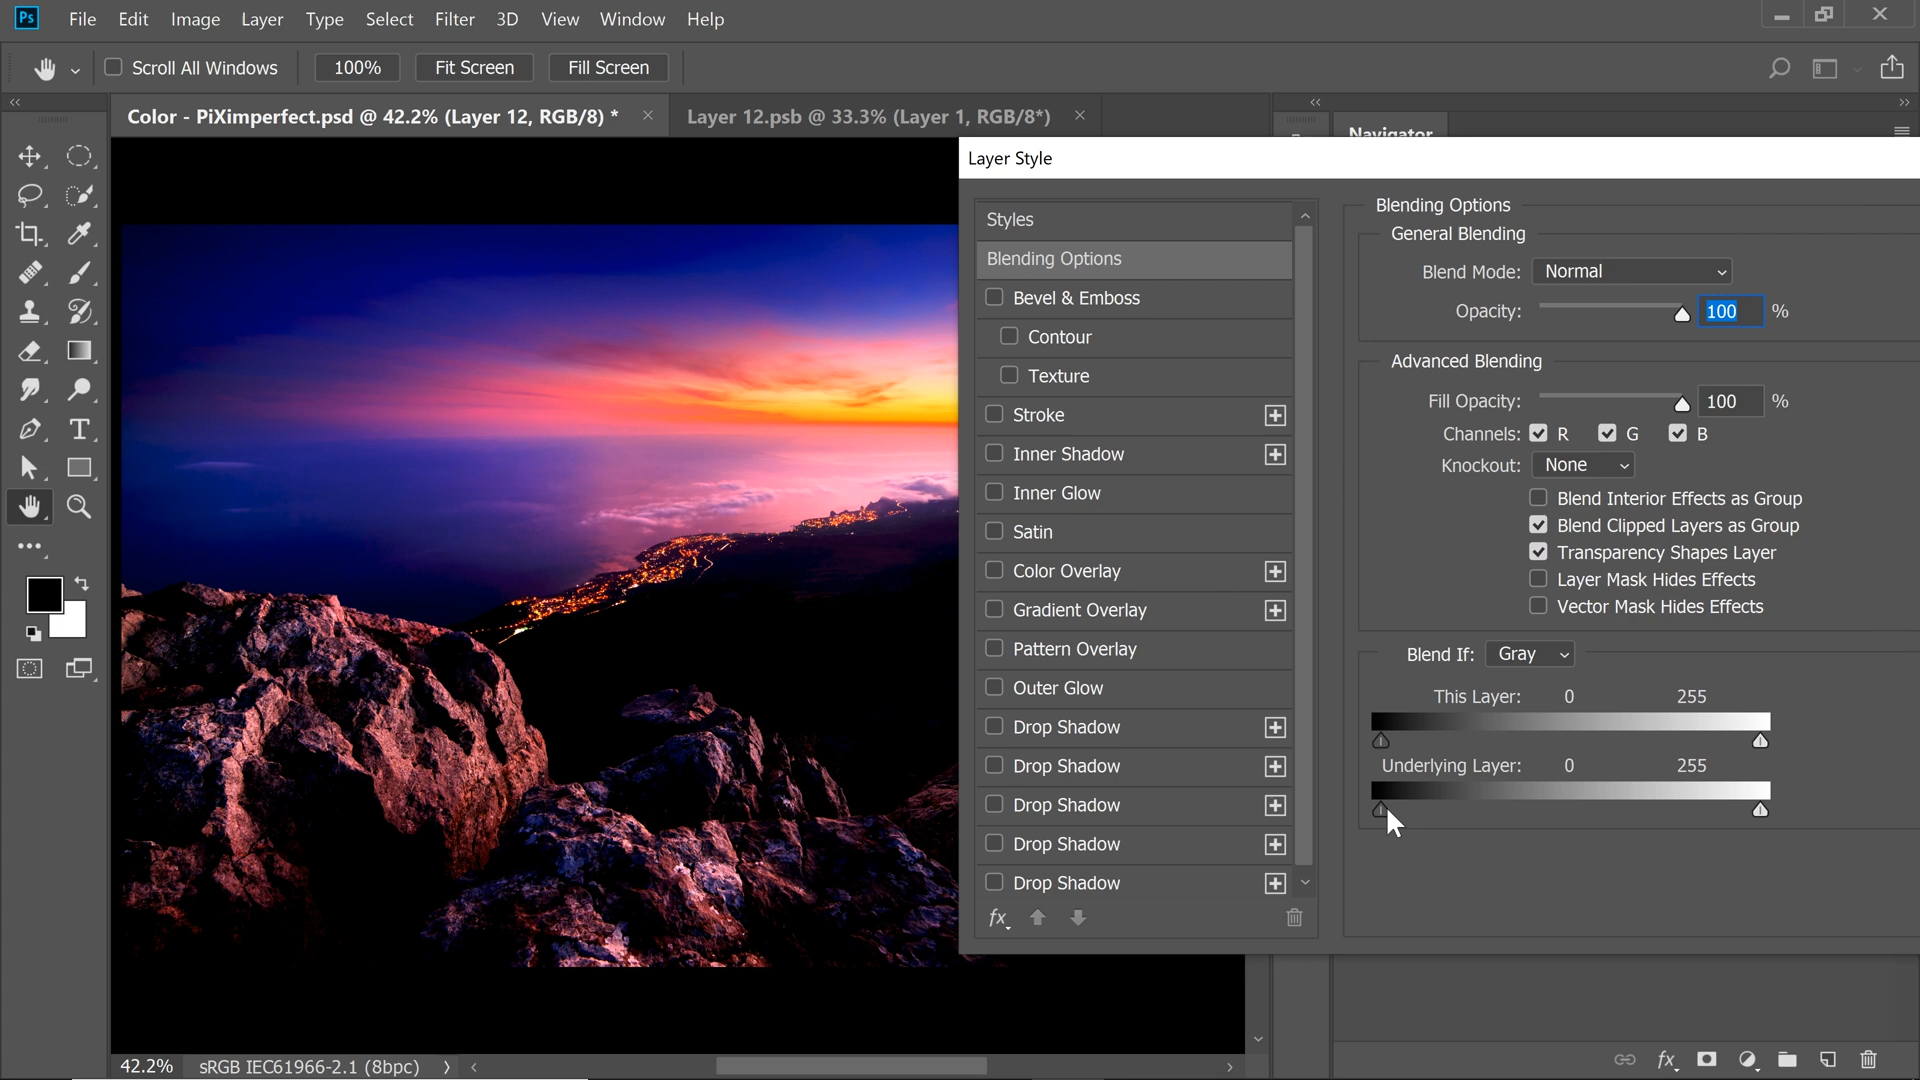 Ps File Edit Image Layer Type Select Filter 3D View Window Help
Scroll All Windows 100% Fit Screen Fill Screen
Color - PiXimperfect.psd @ 42.2% (Layer 12, RGB/8) * Layer 12.psb @ 33.3% (Layer 1, RGB/8*)
Navigator
Layer Style
Styles
Blending Options
Bevel & Emboss
Contour
Texture
Stroke
Inner Shadow
Inner Glow
Satin
Color Overlay
Gradient Overlay
Pattern Overlay
Outer Glow
Drop Shadow
Drop Shadow
Drop Shadow
Drop Shadow
Drop Shadow
fx
Blending Options
General Blending
Blend Mode: Normal
Opacity: 100 %
Advanced Blending
Fill Opacity: 100 %
Channels: R G B
Knockout: None
Blend Interior Effects as Group
Blend Clipped Layers as Group
Transparency Shapes Layer
Layer Mask Hides Effects
Vector Mask Hides Effects
Blend If: Gray
This Layer: 0 255
Underlying Layer: 0 255
42.2% sRGB IEC61966-2.1 (8bpc)
fx